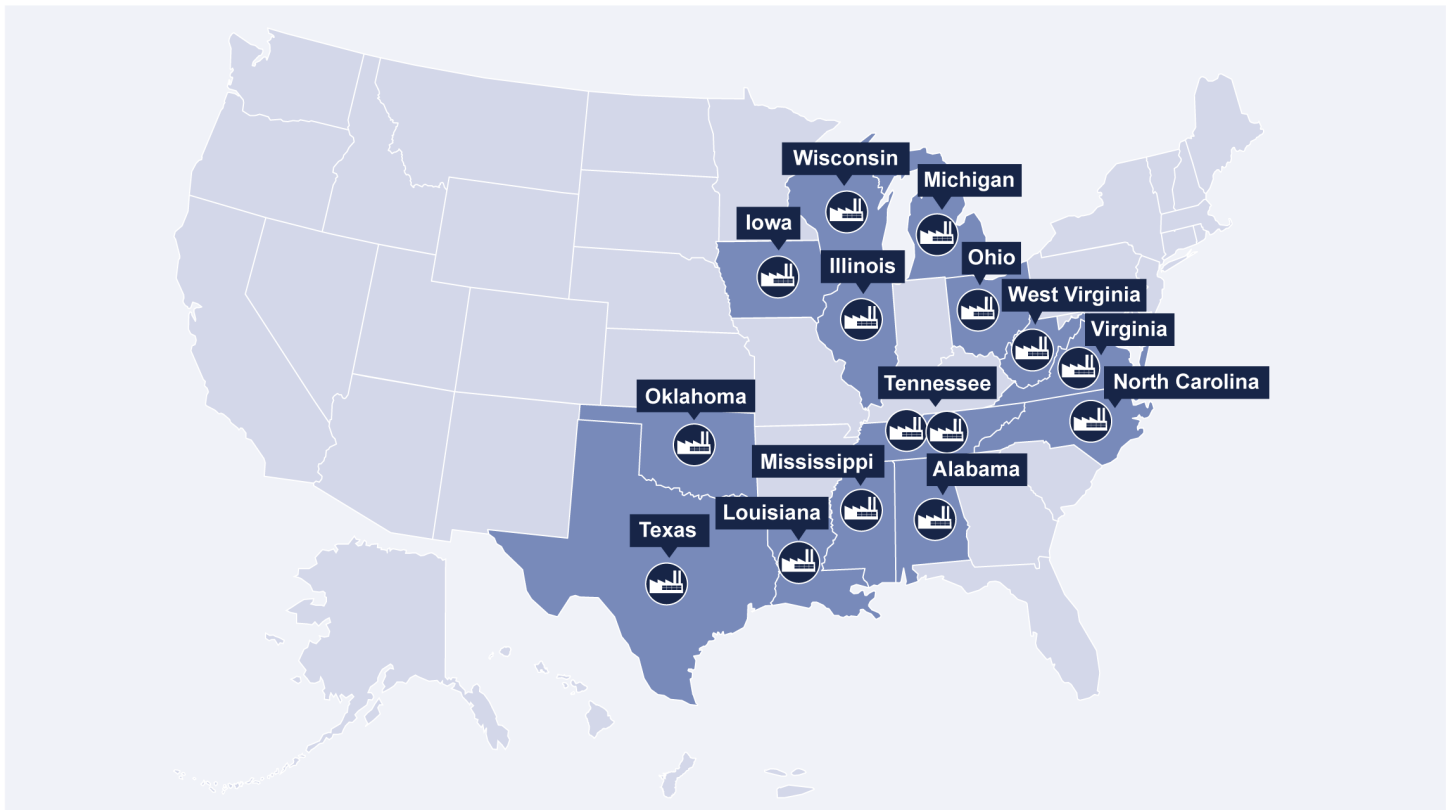 Wisconsin
Michigan
Iowa
Ohio
Illinois
West Virginia
Virginia
Tennessee
North Carolina
Oklahoma
Mississippi
Alabama
Louisiana
Texas